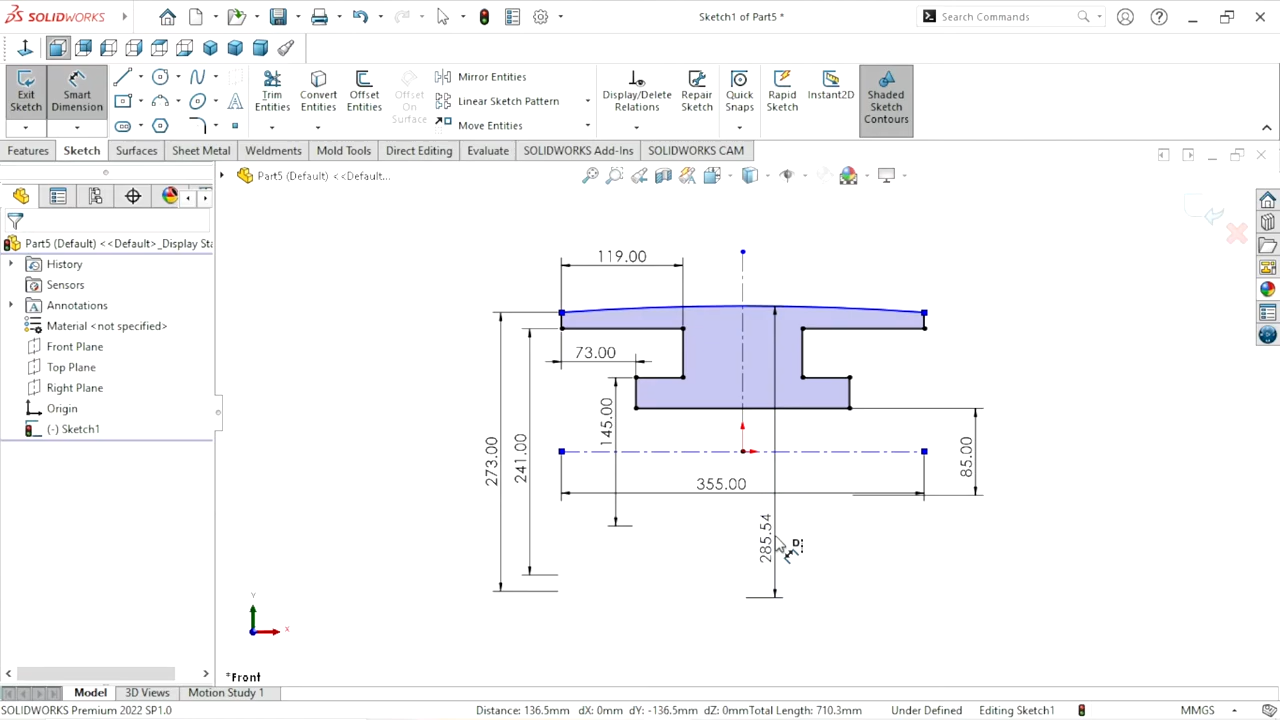 SOLIDWORKS
Sketch1 of Part5 *
Search Commands
Exit Sketch
Smart Dimension
Trim Entities
Convert Entities
Offset Entities
Offset On Surface
Mirror Entities
Linear Sketch Pattern
Move Entities
Display/Delete Relations
Repair Sketch
Quick Snaps
Rapid Sketch
Instant2D
Shaded Sketch Contours
Features
Sketch
Surfaces
Sheet Metal
Weldments
Mold Tools
Direct Editing
Evaluate
SOLIDWORKS Add-Ins
SOLIDWORKS CAM
Part5 (Default) <<Default...
Part5 (Default) <<Default>_Display Sta
History
Sensors
Annotations
Material <not specified>
Front Plane
Top Plane
Right Plane
Origin
(-) Sketch1
119.00
73.00
145.00
241.00
273.00
355.00
285.54
85.00
Y
X
*Front
Model
3D Views
Motion Study 1
SOLIDWORKS Premium 2022 SP1.0
Distance: 136.5mm dX: 0mm dY: -136.5mm dZ: 0mmTotal Length: 710.3mm
Under Defined
Editing Sketch1
MMGS